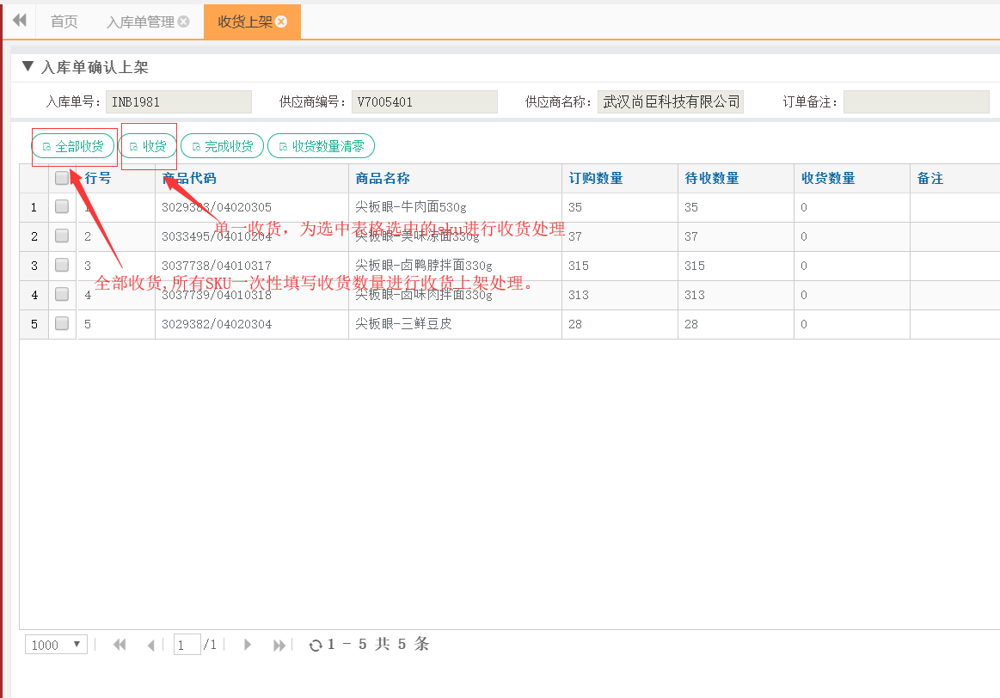 首页 入库单管理 收货上架
▼ 入库单确认上架
入库单号: INB1981 供应商编号: V7005401 供应商名称: 武汉尚臣科技有限公司 订单备注:
全部收货 收货 完成收货 收货数量清零
行号 商品代码 商品名称 订购数量 待收数量 收货数量 备注
1 1 3029383/04020305 尖板眼-牛肉面530g 35 35 0
单一收货，为选中表格选中的sku进行收货处理
2 2 3033495/04010204 尖板眼-美味凉面330g 37 37 0
3 3 3037738/04010317 尖板眼-卤鸭脖拌面330g 315 315 0
全部收货,所有SKU一次性填写收货数量进行收货上架处理。
4 4 3037739/04010318 尖板眼-卤味肉拌面330g 313 313 0
5 5 3029382/04020304 尖板眼-三鲜豆皮 28 28 0
1000 1 /1 1 - 5 共 5 条